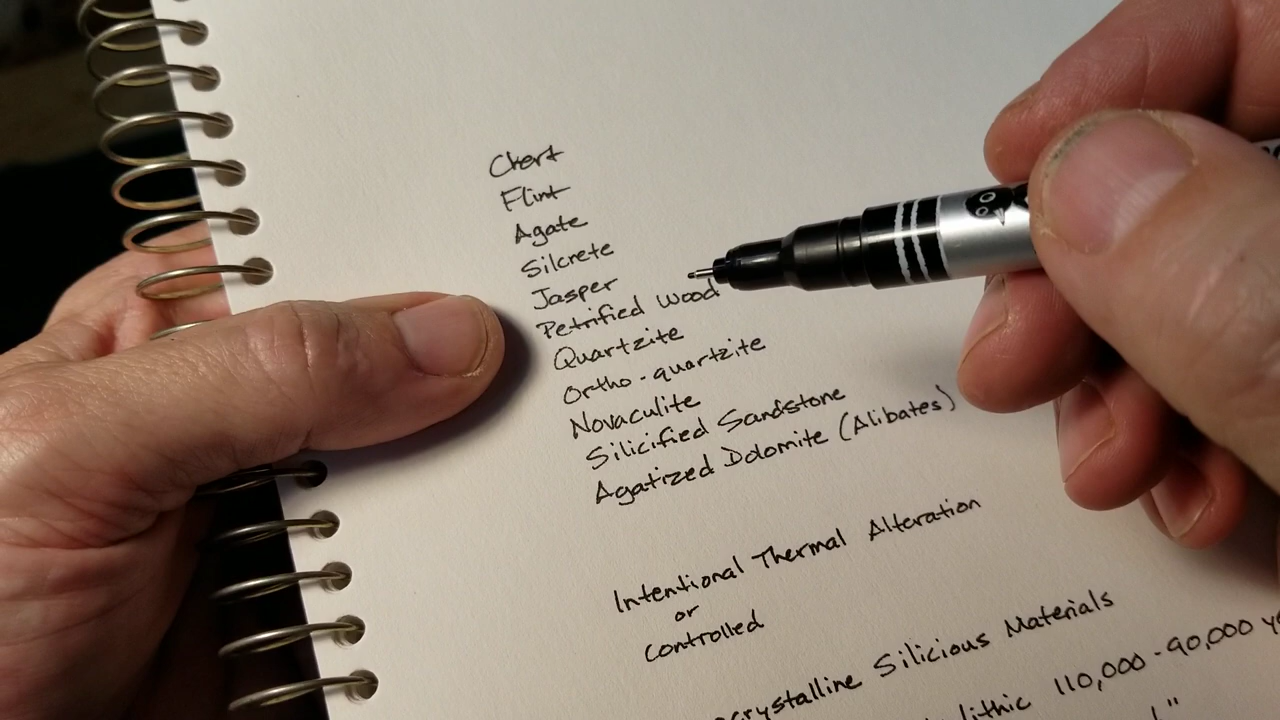 Chert
Flint
Agate
Silcrete
Jasper
Petrified Wood
Quartzite
Ortho-quartzite
Novaculite
Silicified Sandstone
Agatized Dolomite (Alibates)
Intentional Thermal Alteration
or
Controlled
Silicious Materials
110,000-90,000